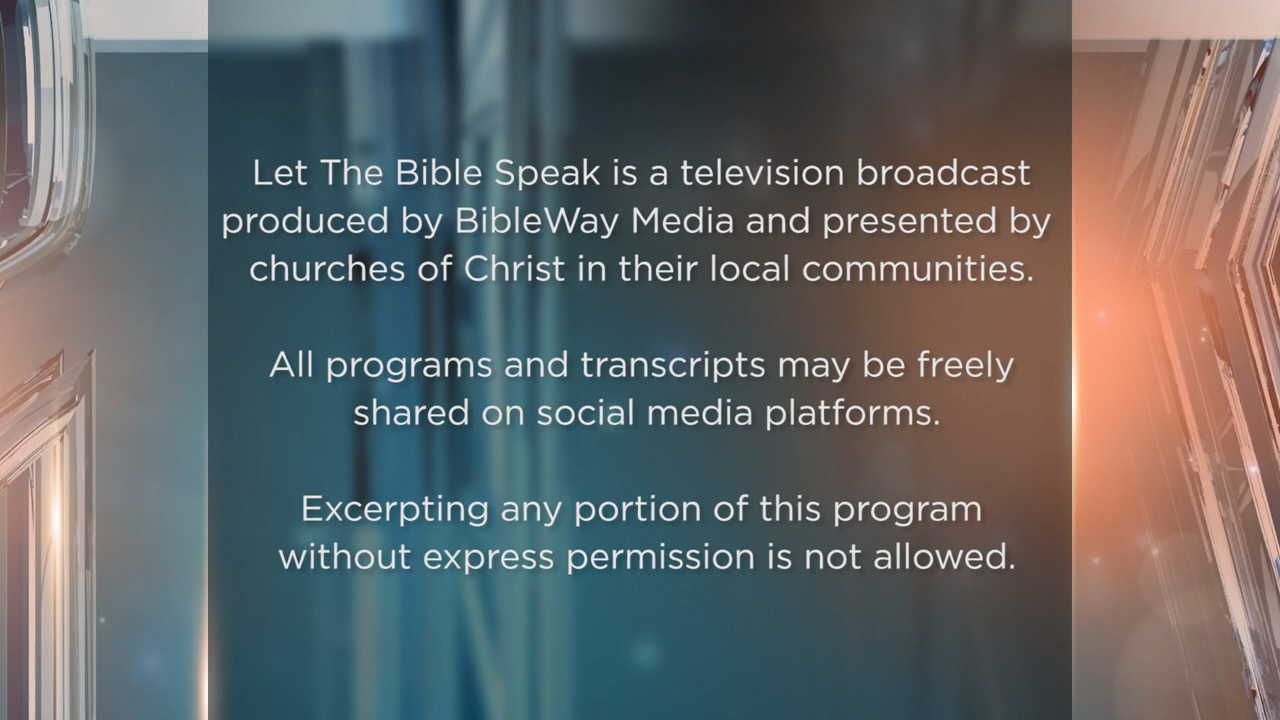 Let The Bible Speak is a television broadcast
produced by BibleWay Media and presented by
churches of Christ in their local communities.
All programs and transcripts may be freely
shared on social media platforms.
Excerpting any portion of this program
without express permission is not allowed.